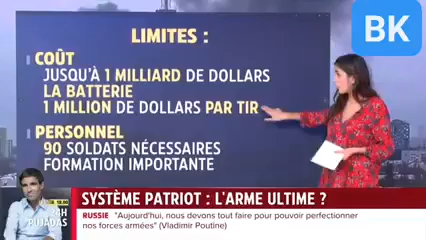 BK
LIMITES :
COÛT
JUSQU'À 1 MILLIARD DE DOLLARS
LA BATTERIE
1 MILLION DE DOLLARS PAR TIR
PERSONNEL
90 SOLDATS NÉCESSAIRES
FORMATION IMPORTANTE
PUJADAS
SYSTÈME PATRIOT : L'ARME ULTIME ?
RUSSIE "Aujourd'hui, nous devons tout faire pour pouvoir perfectionner
nos forces armées" (Vladimir Poutine)